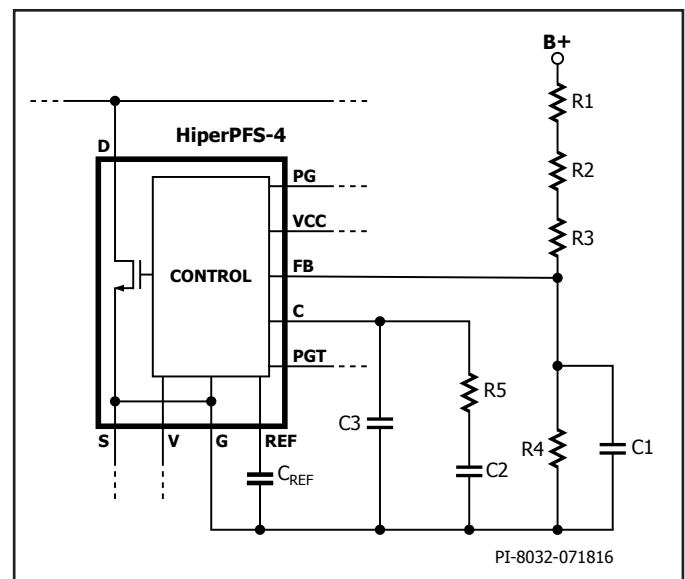 B+
R1
HiperPFS-4
D
PG
R2
VCC
R3
CONTROL
FB
C
PGT
R5
C3
R4
C1
S
V
G
REF
C2
CREF
PI-8032-071816